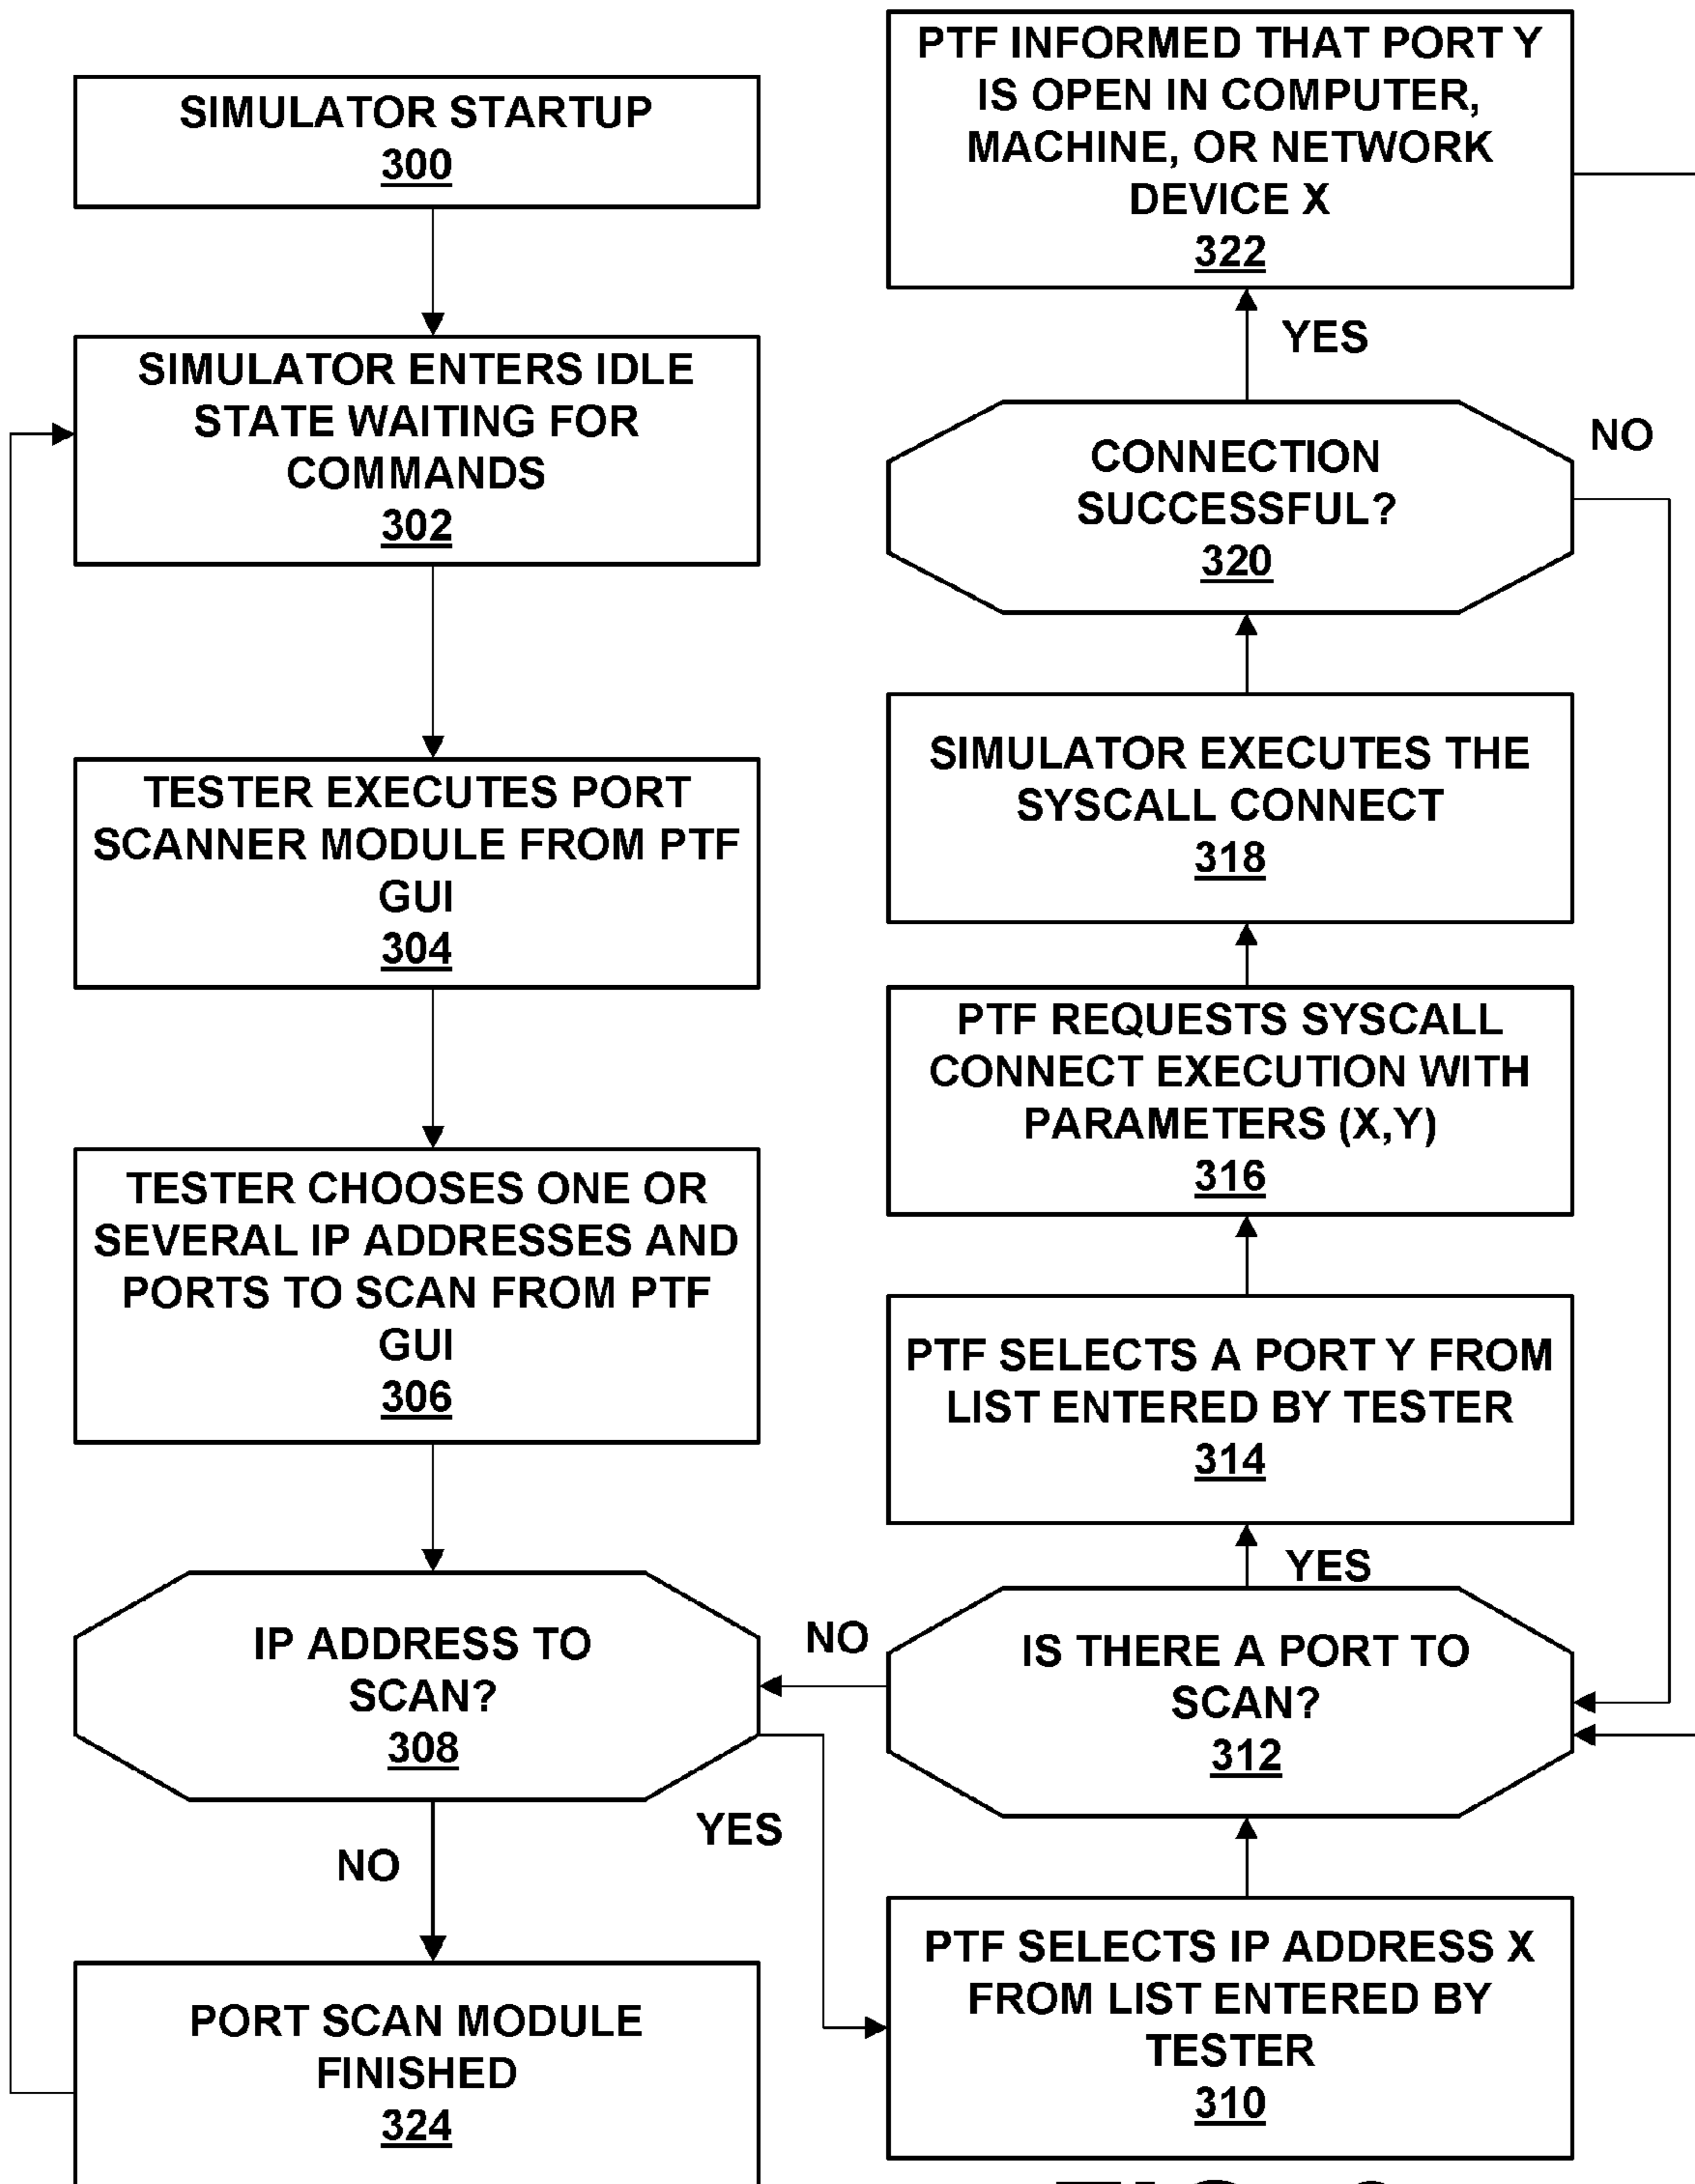 SIMULATOR STARTUP
300
SIMULATOR ENTERS IDLE
STATE WAITING FOR
COMMANDS
302
TESTER EXECUTES PORT
SCANNER MODULE FROM PTF
GUI
304
TESTER CHOOSES ONE OR
SEVERAL IP ADDRESSES AND
PORTS TO SCAN FROM PTF
GUI
306
IP ADDRESS TO
SCAN?
308
NO
YES
PORT SCAN MODULE
FINISHED
324
PTF INFORMED THAT PORT Y
IS OPEN IN COMPUTER,
MACHINE, OR NETWORK
DEVICE X
322
YES
NO
CONNECTION
SUCCESSFUL?
320
SIMULATOR EXECUTES THE
SYSCALL CONNECT
318
PTF REQUESTS SYSCALL
CONNECT EXECUTION WITH
PARAMETERS (X,Y)
316
PTF SELECTS A PORT Y FROM
LIST ENTERED BY TESTER
314
YES
NO
IS THERE A PORT TO
SCAN?
312
PTF SELECTS IP ADDRESS X
FROM LIST ENTERED BY
TESTER
310